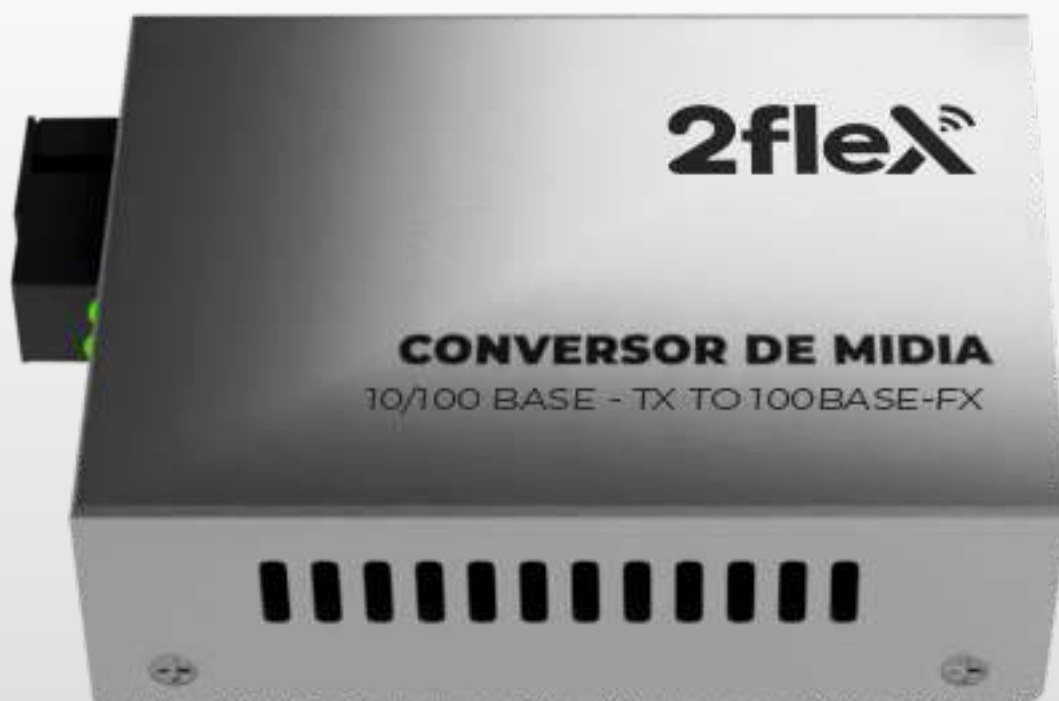 2fleX
CONVERSOR DE MIDIA
10/100 BASE - TX TO 100BASE-FX